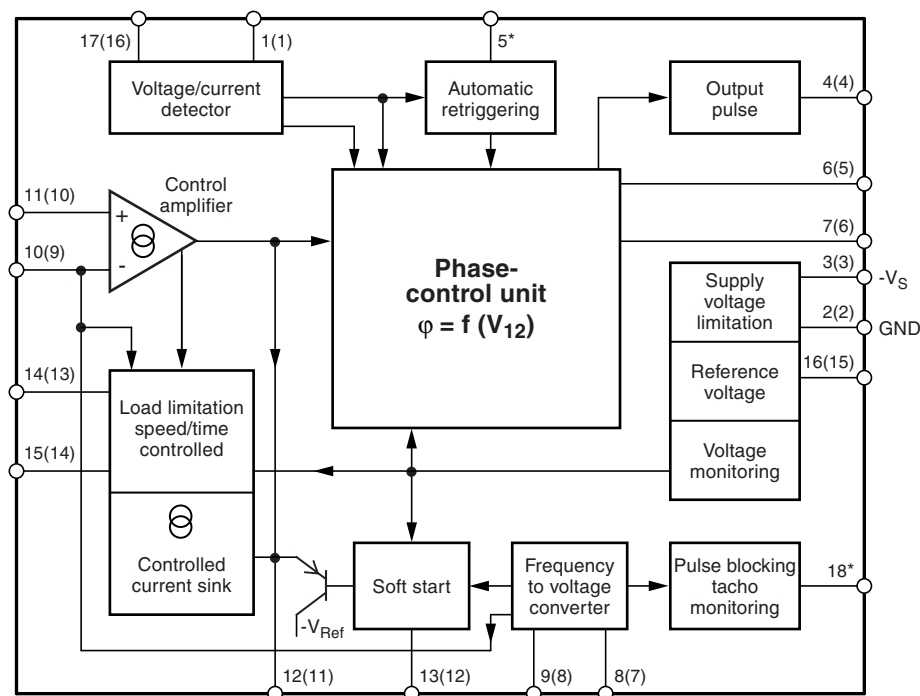 17(16)
1(1)
5*
Voltage/current
detector
Automatic
retriggering
Output
pulse
4(4)
6(5)
11(10)
Control
amplifier
+
-
10(9)
7(6)
Phase-
control unit
φ = f (V12)
3(3)
-VS
Supply
voltage
limitation
2(2)
GND
16(15)
Reference
voltage
14(13)
Load limitation
speed/time
controlled
15(14)
Voltage
monitoring
Controlled
current sink
Soft start
Frequency
to voltage
converter
Pulse blocking
tacho
monitoring
18*
-VRef
12(11)
13(12)
9(8)
8(7)